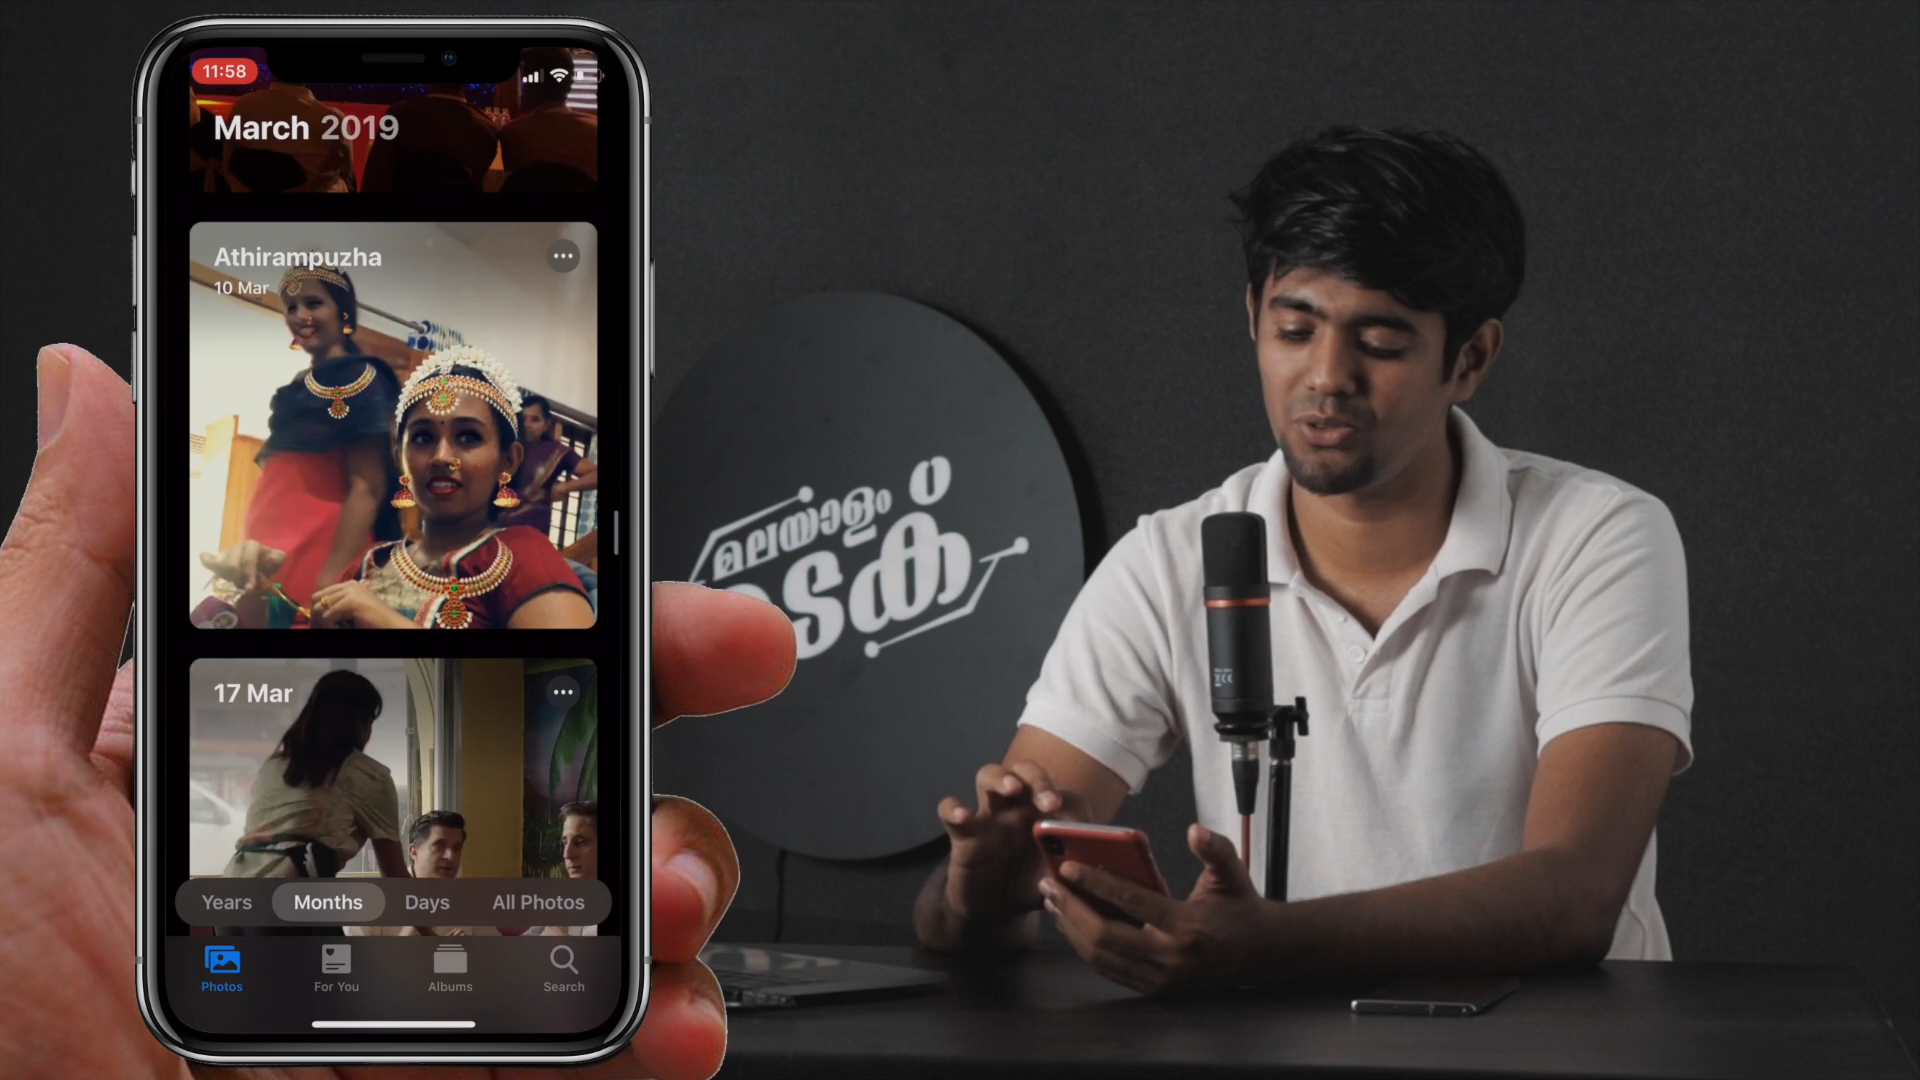 11:58
March 2019
Athirampuzha
10 Mar
17 Mar
Years Months Days All Photos
Photos For You Albums Search
മലയാളം
ടെക്